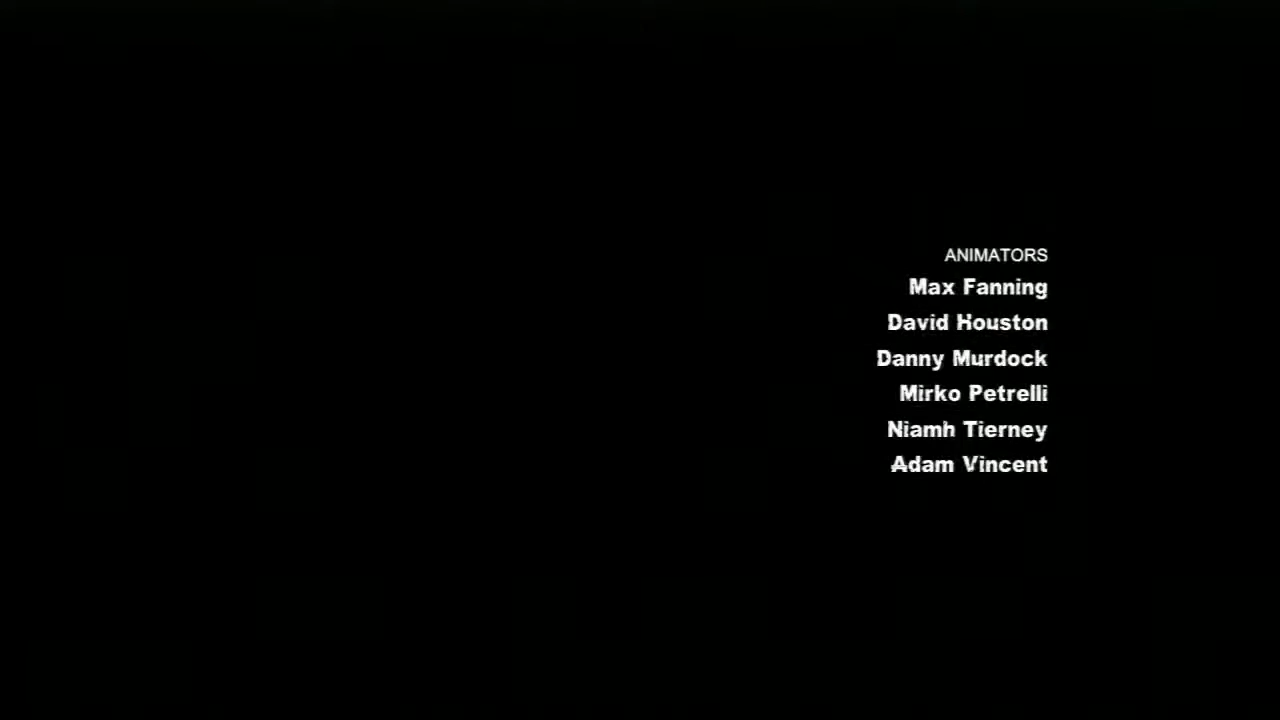 ANIMATORS
Max Fanning
David Houston
Danny Murdock
Mirko Petrelli
Niamh Tierney
Adam Vincent